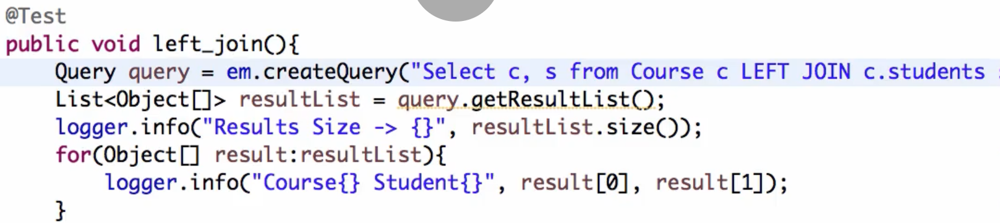 @Test
public void left_join(){
Query query = em.createQuery("Select c, s from Course c LEFT JOIN c.students
List<Object[]> resultList = query.getResultList();
logger.info("Results Size -> {}", resultList.size());
for(Object[] result:resultList){
logger.info("Course{} Student{}", result[0], result[1]);
}